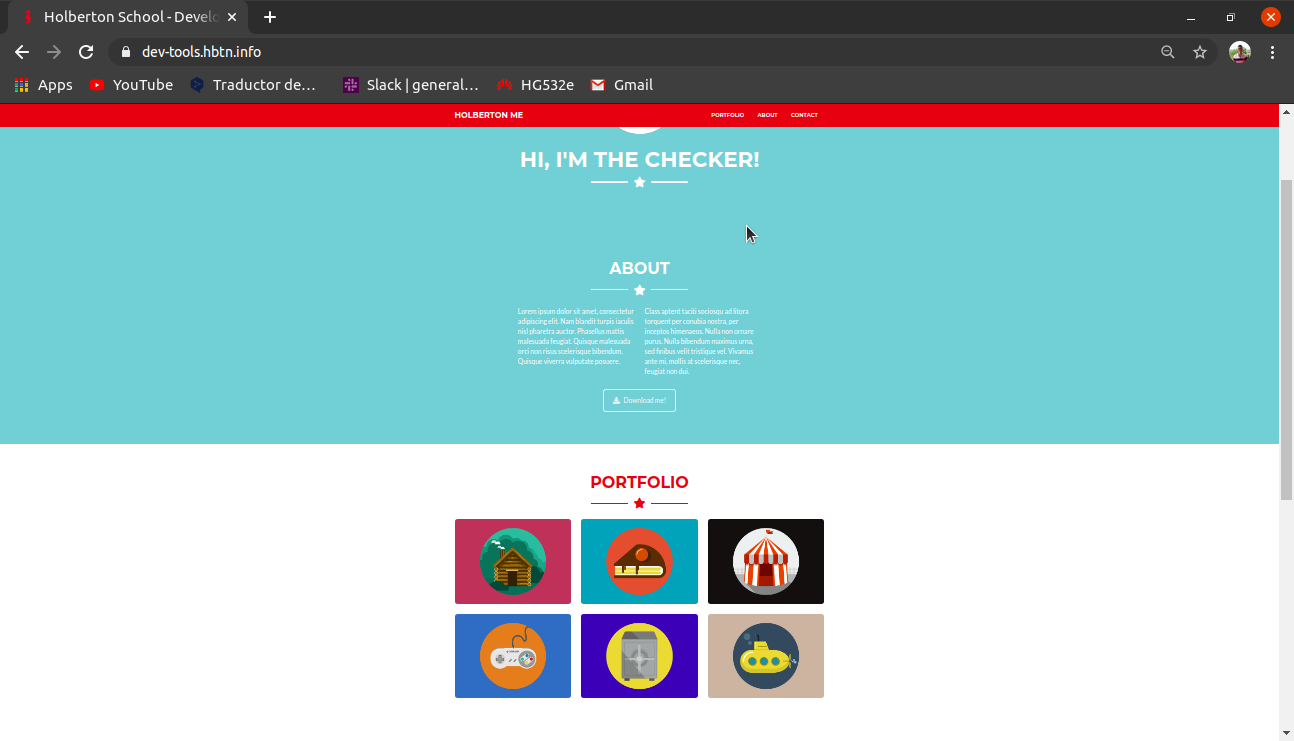 Holberton School - Develo
dev-tools.hbtn.info
Apps YouTube Traductor de… Slack | general… HG532e Gmail
HOLBERTON ME PORTFOLIO ABOUT CONTACT
HI, I'M THE CHECKER!
ABOUT
Lorem ipsum dolor sit amet, consectetur
adipiscing elit. Nam blandit turpis iaculis
nisl pharetra auctor. Phasellus mattis
malesuada feugiat. Quisque malesuada
orci non risus scelerisque bibendum.
Quisque viverra vulputate posuere.
Class aptent taciti sociosqu ad litora
torquent per conubia nostra, per
inceptos himenaeos. Nulla non ornare
purus. Nulla bibendum maximus urna,
sed finibus velit tristique vel. Vivamus
ante mi, mollis at scelerisque nec,
feugiat non dui.
Download me!
PORTFOLIO